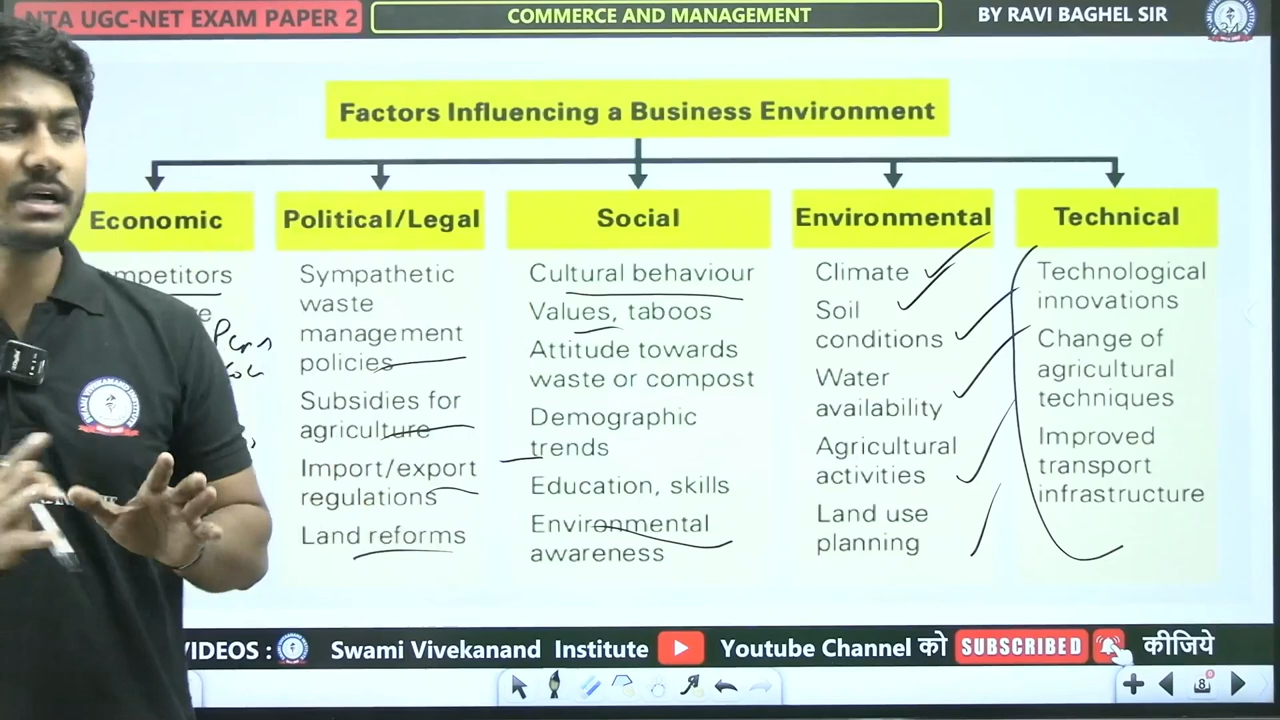 NTA UGC-NET EXAM PAPER 2
COMMERCE AND MANAGEMENT
BY RAVI BAGHEL SIR
Factors Influencing a Business Environment
Economic
Political/Legal
Social
Environmental
Technical
Sympathetic
waste
management
policies
Subsidies for
agriculture
Import/export
regulations
Land reforms
Cultural behaviour
Values, taboos
Attitude towards
waste or compost
Demographic
trends
Education, skills
Environmental
awareness
Climate
Soil
conditions
Water
availability
Agricultural
activities
Land use
planning
Technological
innovations
Change of
agricultural
techniques
Improved
transport
infrastructure
Swami Vivekanand Institute
Youtube Channel को SUBSCRIBED कीजिये
8